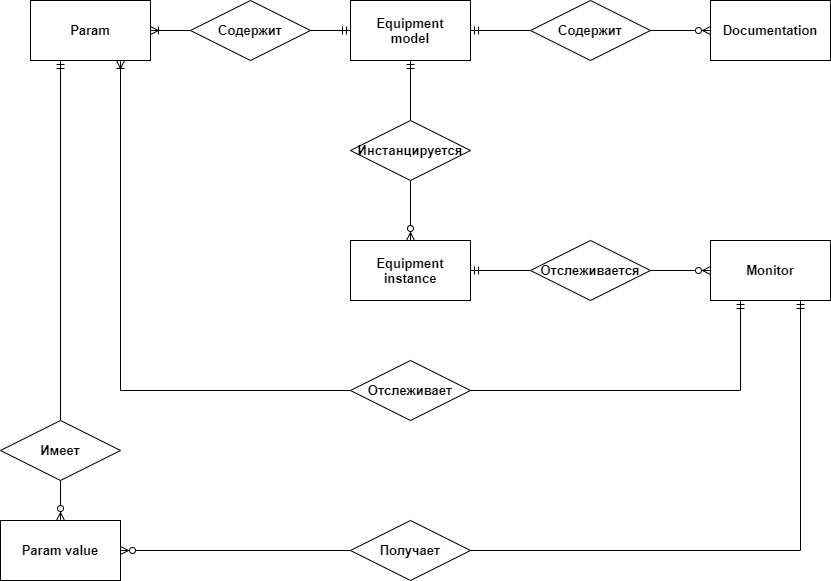 Param
Содержит
Equipment
model
Содержит
Documentation
Инстанцируется
Equipment
instance
Отслеживается
Monitor
Отслеживает
Имеет
Param value
Получает